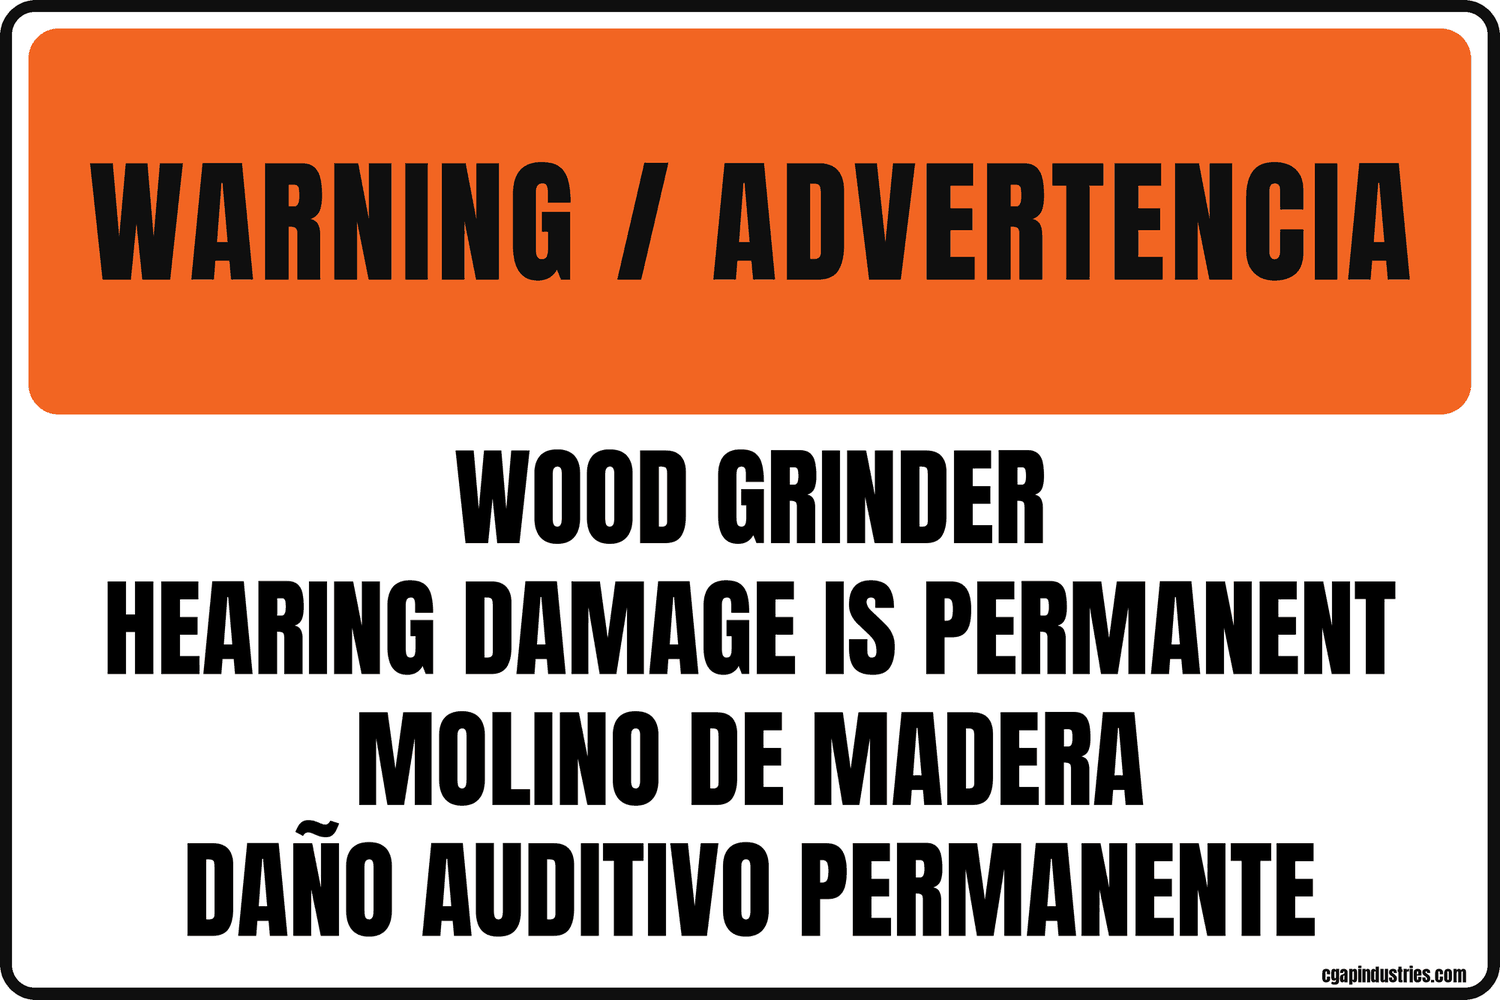 WARNING / ADVERTENCIA
WOOD GRINDER
HEARING DAMAGE IS PERMANENT
MOLINO DE MADERA
DAÑO AUDITIVO PERMANENTE
cgapindustries.com